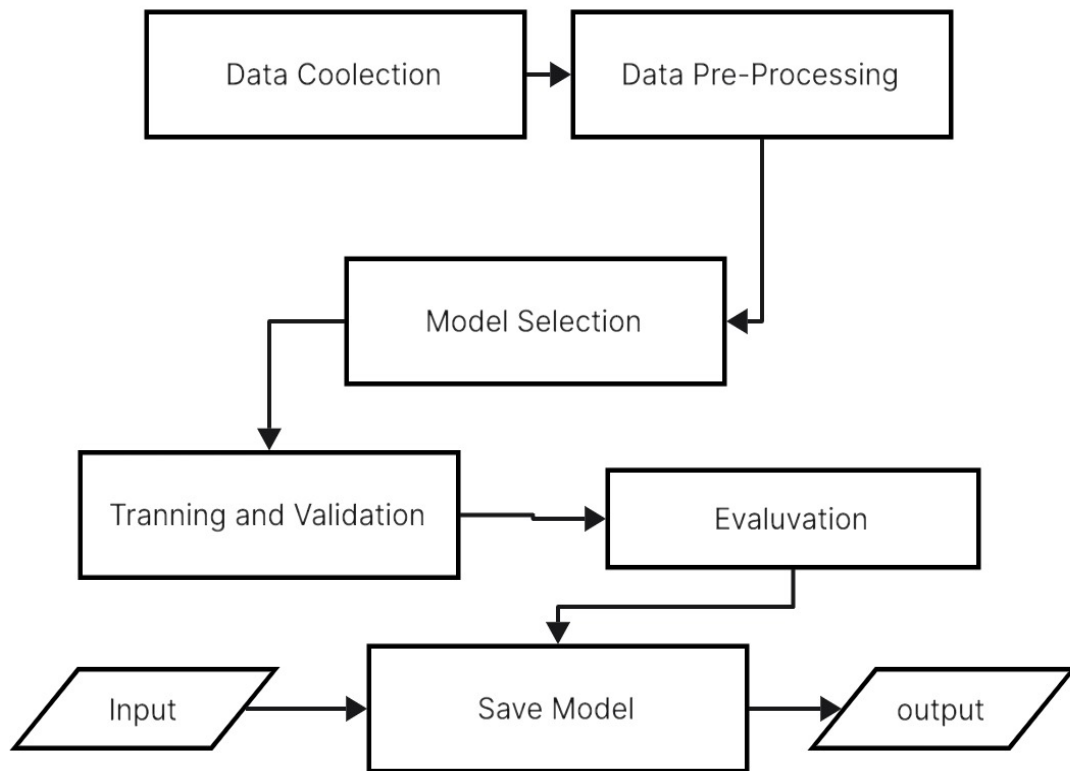 Data Coolection
Data Pre-Processing
Model Selection
Tranning and Validation
Evaluvation
Input
Save Model
output